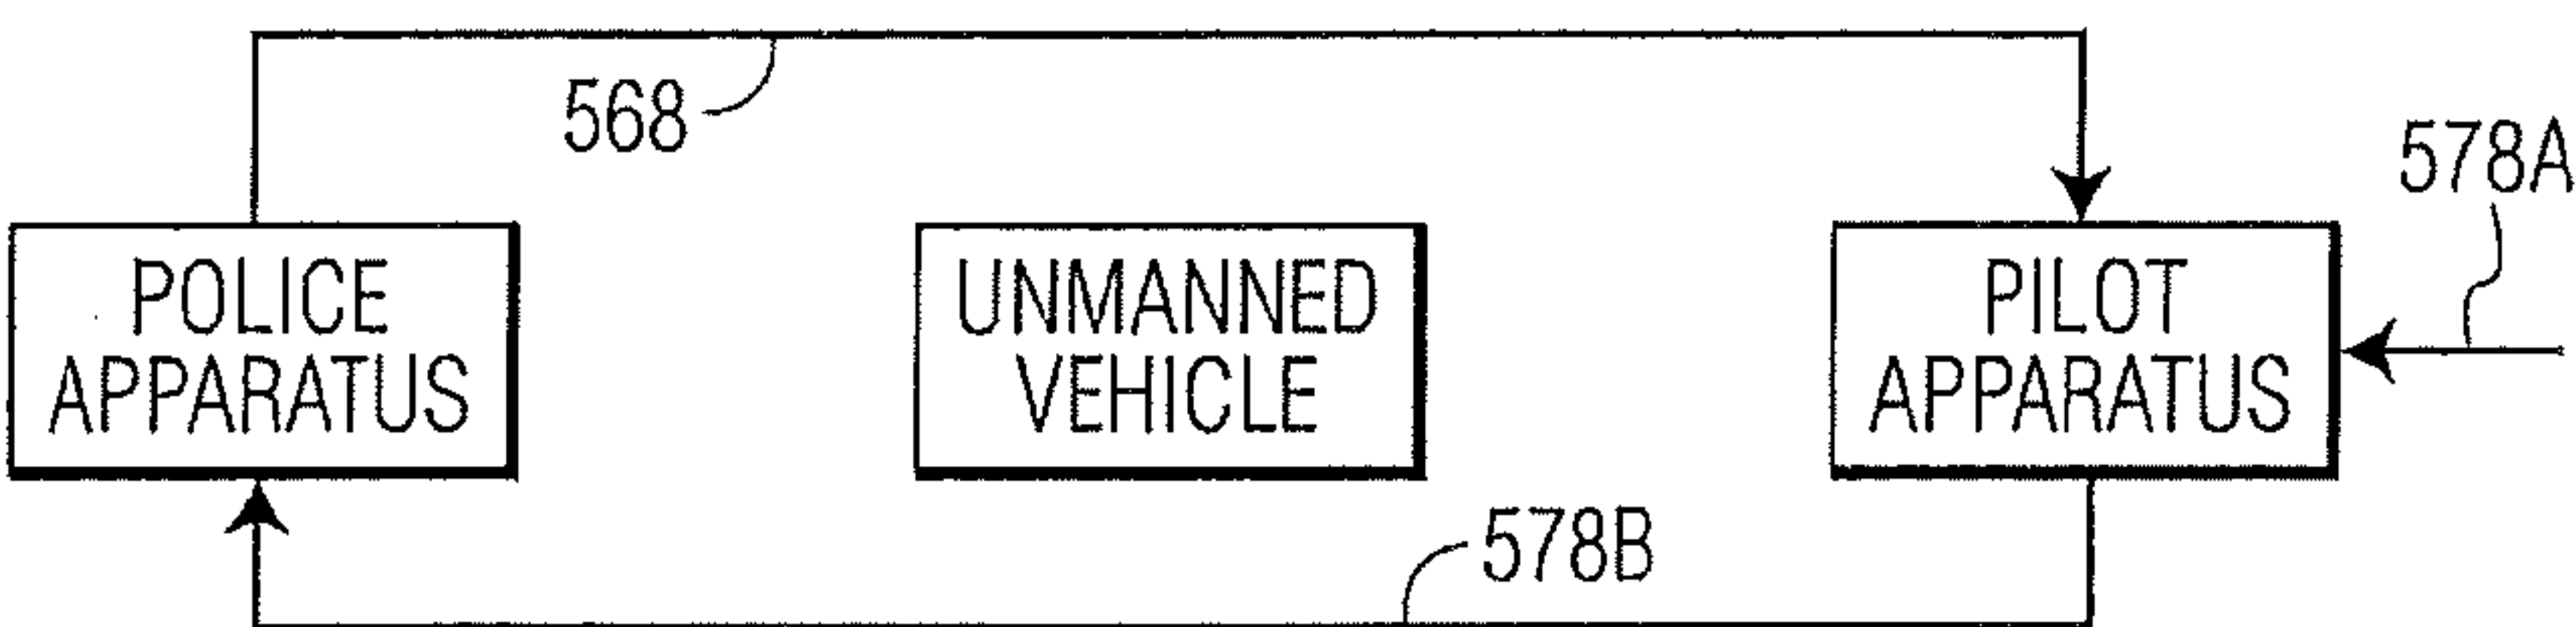 568
578A
POLICE
APPARATUS
UNMANNED
VEHICLE
PILOT
APPARATUS
578B